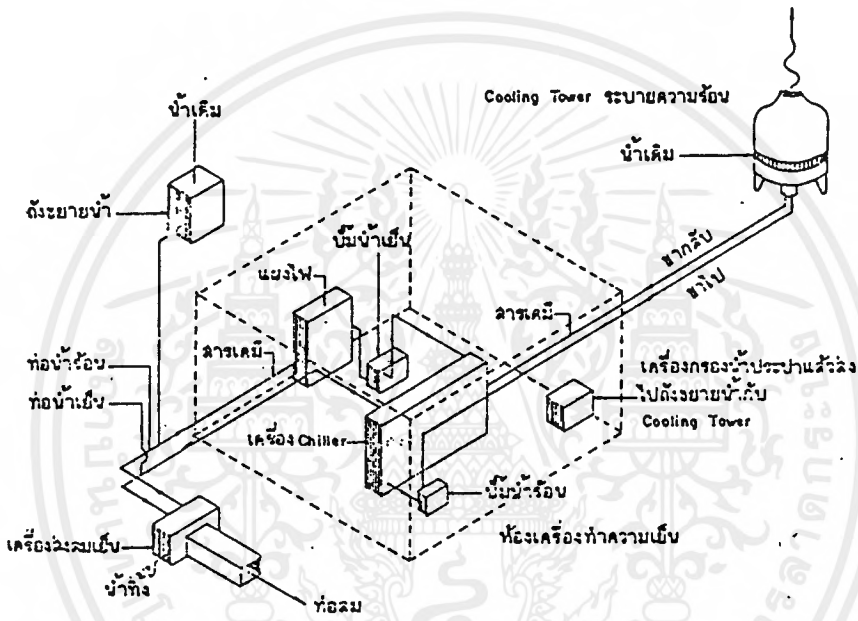 Cooling Tower ระบายความร้อน
น้ำเติม
น้ำเติม
ถังขยายน้ำ
ปั๊มน้ำเย็น
แผงไฟ
ขากลับ
ขาไป
สารเคมี
สารเคมี
ท่อน้ำร้อน
ท่อน้ำเย็น
เครื่องกรองน้ำประปาแล้วส่ง
ไปถังขยายน้ำกับ
Cooling Tower
เครื่อง Chiller
ปั๊มน้ำร้อน
ห้องเครื่องทำความเย็น
เครื่องส่งลมเย็น
น้ำทิ้ง
ท่อลม